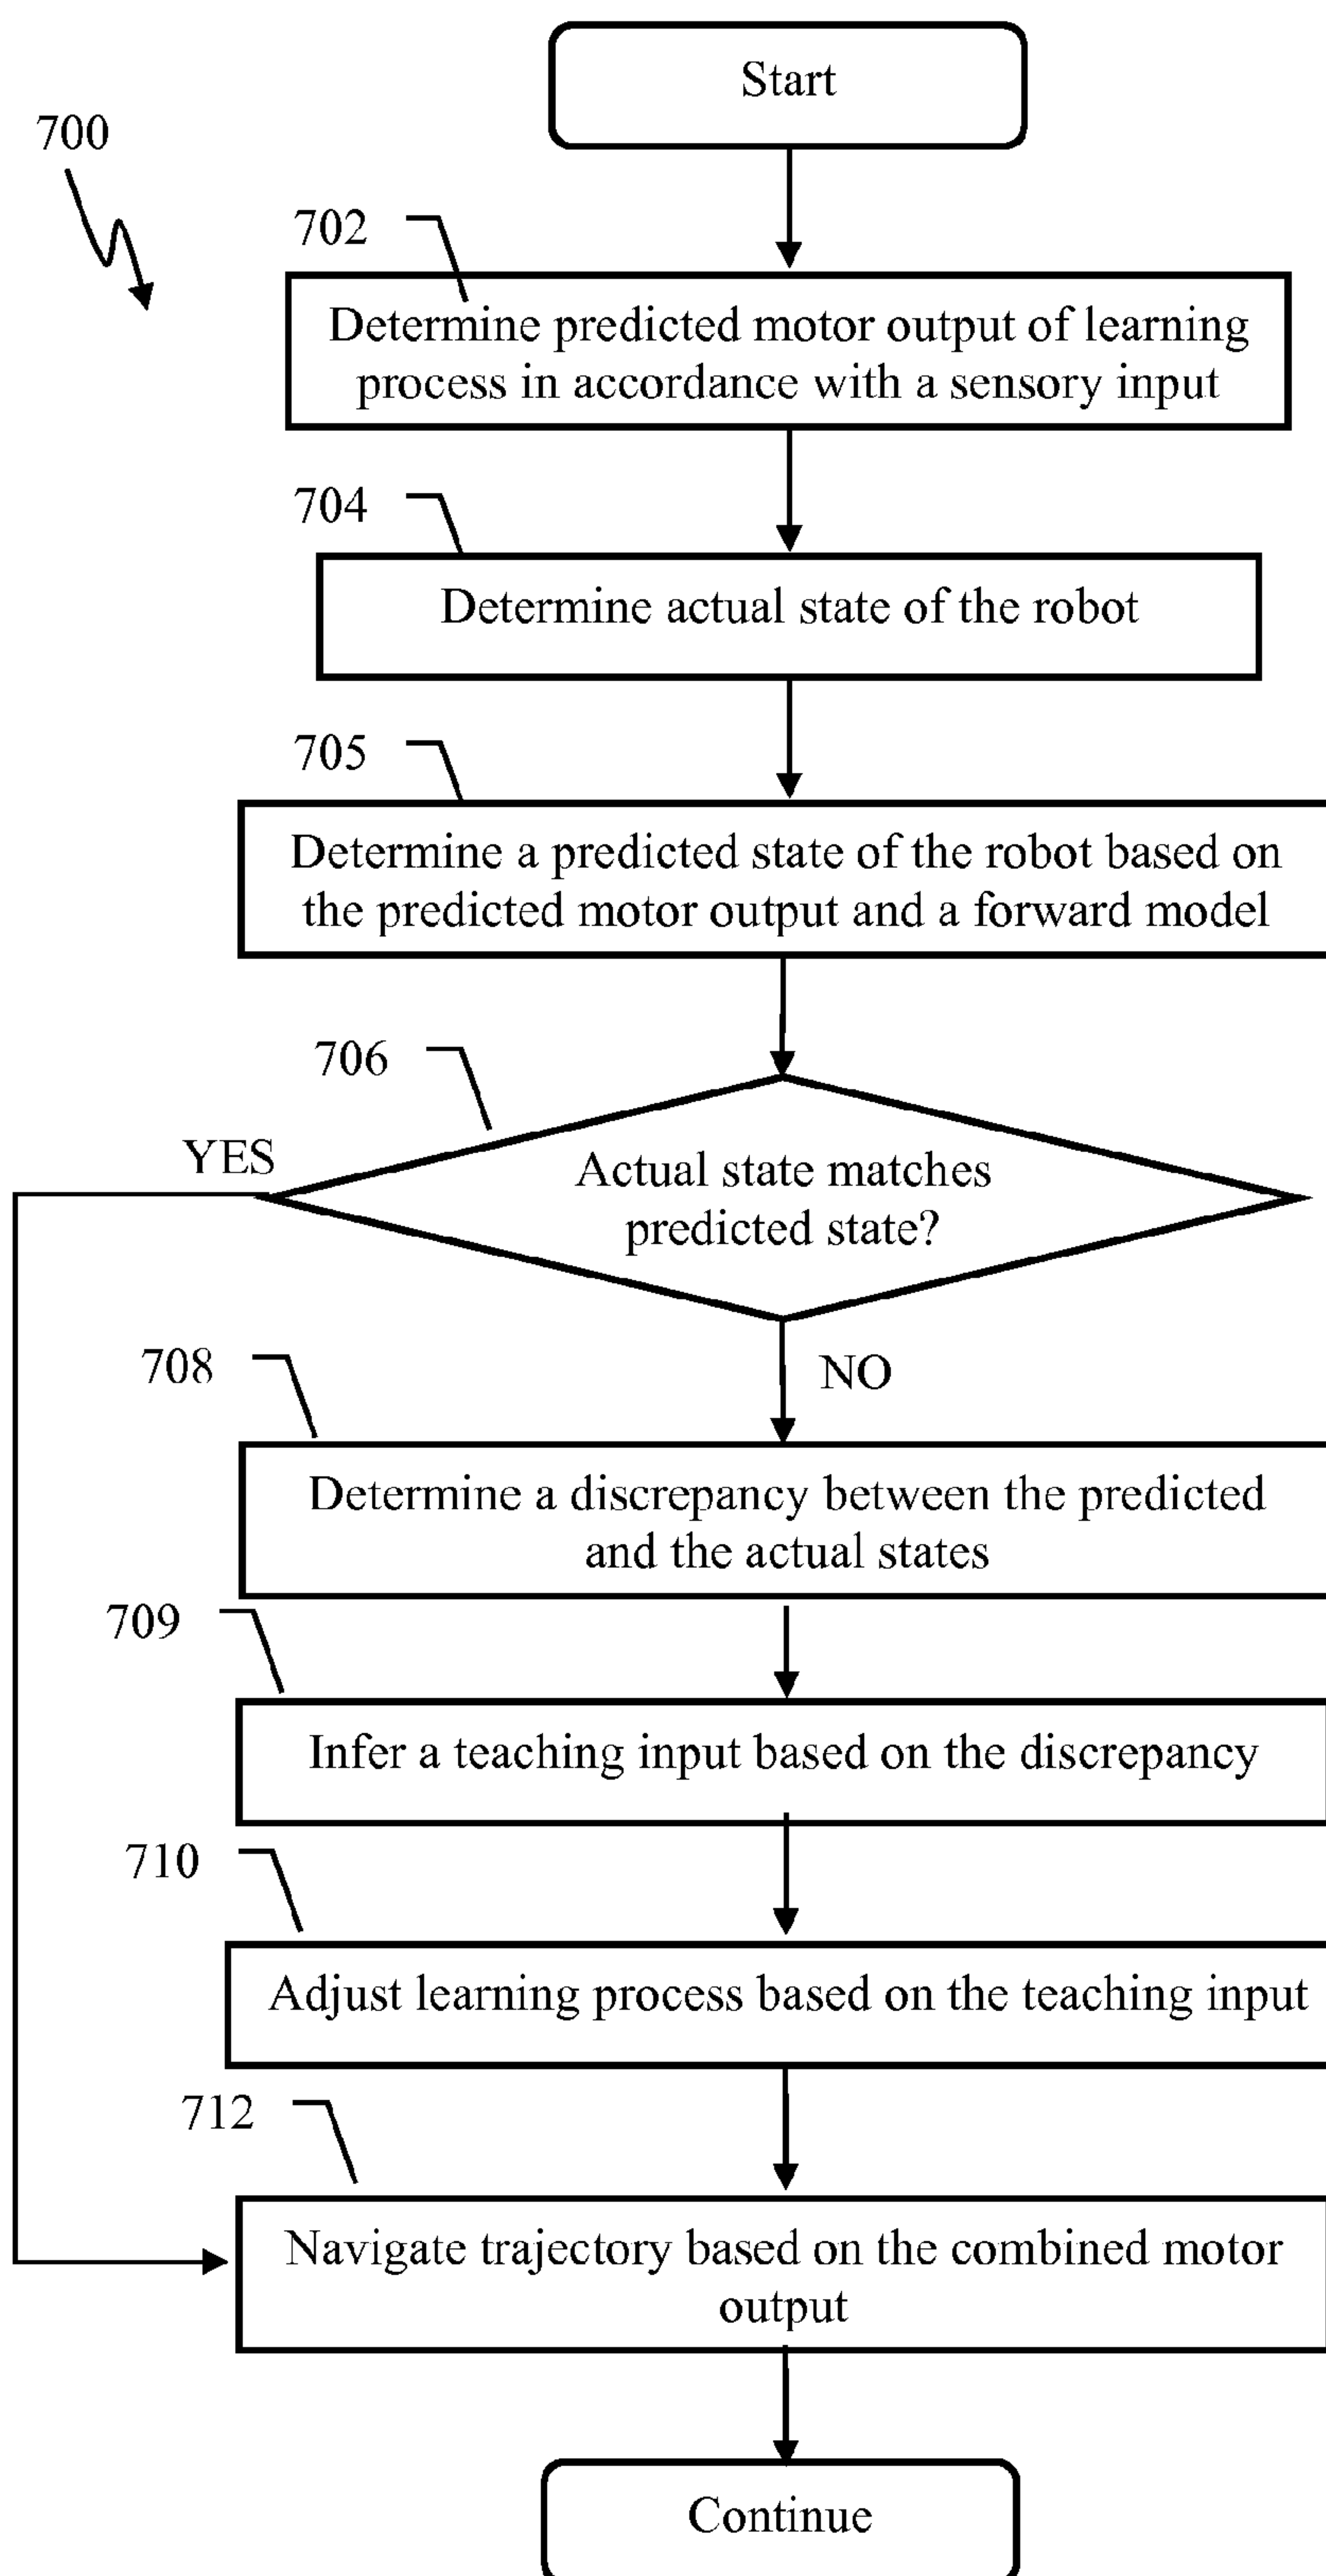 Start
700
702
Determine predicted motor output of learning
process in accordance with a sensory input
704
Determine actual state of the robot
705
Determine a predicted state of the robot based on
the predicted motor output and a forward model
706
YES
Actual state matches
predicted state?
NO
708
Determine a discrepancy between the predicted
and the actual states
709
Infer a teaching input based on the discrepancy
710
Adjust learning process based on the teaching input
712
Navigate trajectory based on the combined motor
output
Continue